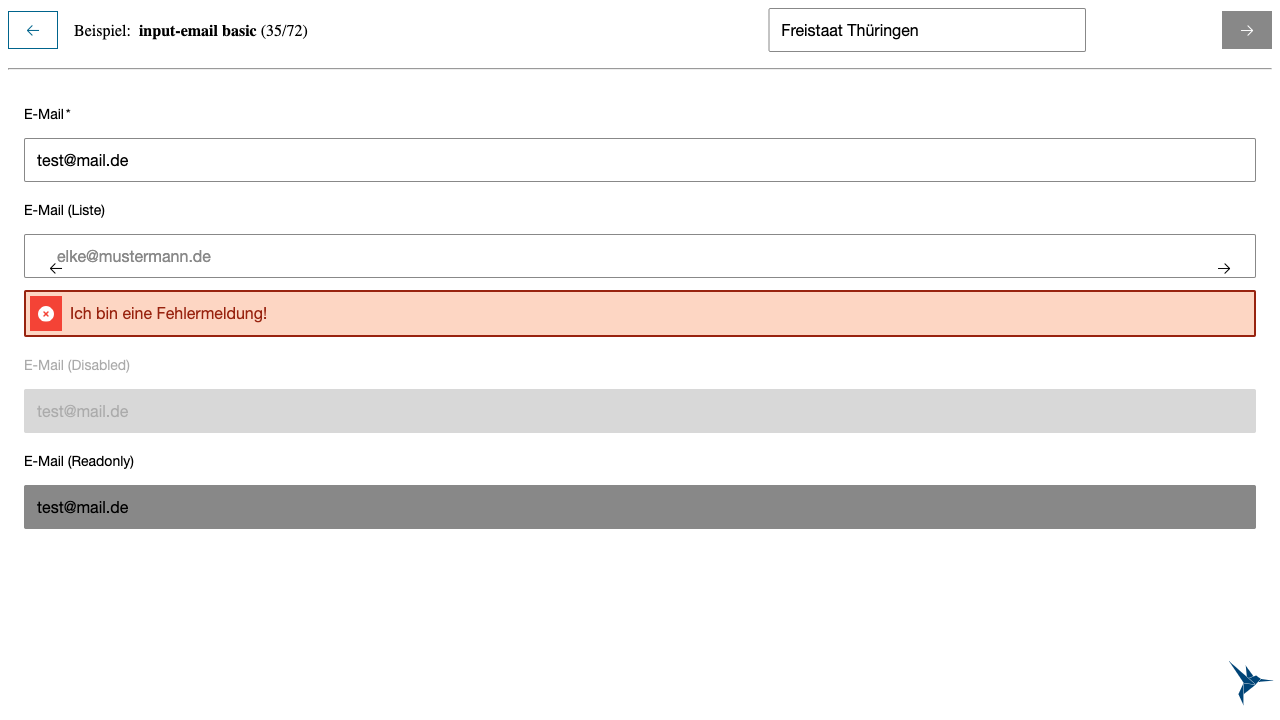 Beispiel: input-email basic (35/72)
Freistaat Thüringen
E-Mail*
test@mail.de
E-Mail (Liste)
elke@mustermann.de
Ich bin eine Fehlermeldung!
E-Mail (Disabled)
test@mail.de
E-Mail (Readonly)
test@mail.de